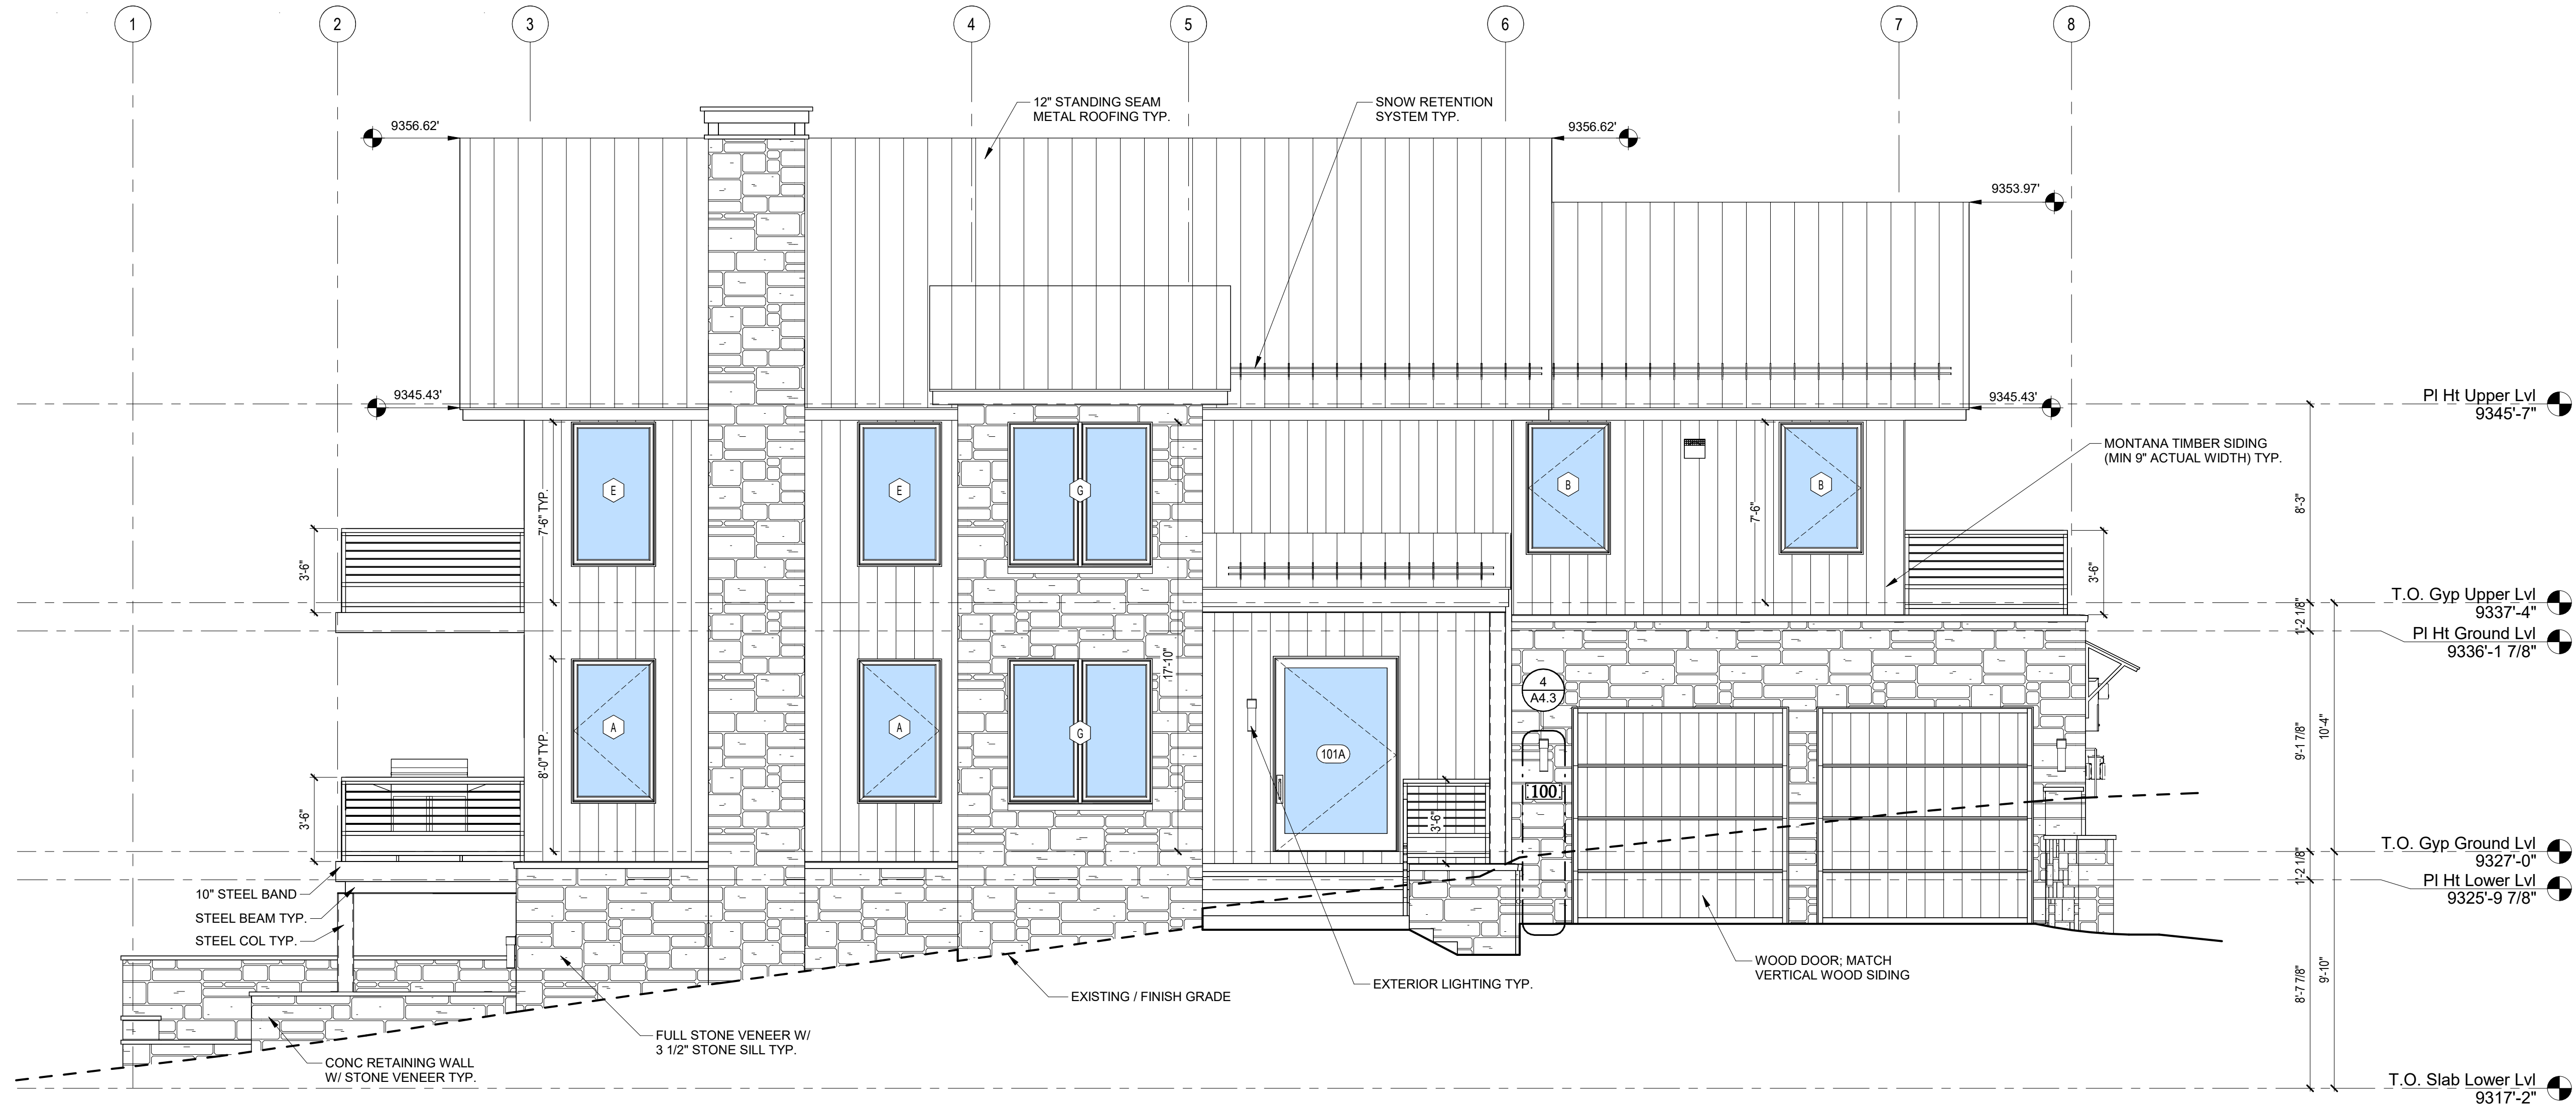 1
2
3
4
5
6
7
8
12" STANDING SEAM
METAL ROOFING TYP.
SNOW RETENTION
SYSTEM TYP.
9356.62'
9356.62'
9353.97'
9345.43'
9345.43'
Pl Ht Upper Lvl
9345'-7"
MONTANA TIMBER SIDING
(MIN 9" ACTUAL WIDTH) TYP.
E
E
G
B
B
7'-6" TYP.
7'-6"
8'-3"
3'-6"
3'-6"
T.O. Gyp Upper Lvl
9337'-4"
1'-2 1/8"
Pl Ht Ground Lvl
9336'-1 7/8"
17'-10"
4
A4.3
A
A
G
101A
8'-0" TYP.
9'-1 7/8"
10'-4"
100
3'-6"
3'-6"
T.O. Gyp Ground Lvl
9327'-0"
1'-2 1/8"
Pl Ht Lower Lvl
9325'-9 7/8"
10" STEEL BAND
STEEL BEAM TYP.
STEEL COL TYP.
WOOD DOOR; MATCH
VERTICAL WOOD SIDING
EXTERIOR LIGHTING TYP.
EXISTING / FINISH GRADE
8'-7 7/8"
9'-10"
FULL STONE VENEER W/
3 1/2" STONE SILL TYP.
CONC RETAINING WALL
W/ STONE VENEER TYP.
T.O. Slab Lower Lvl
9317'-2"